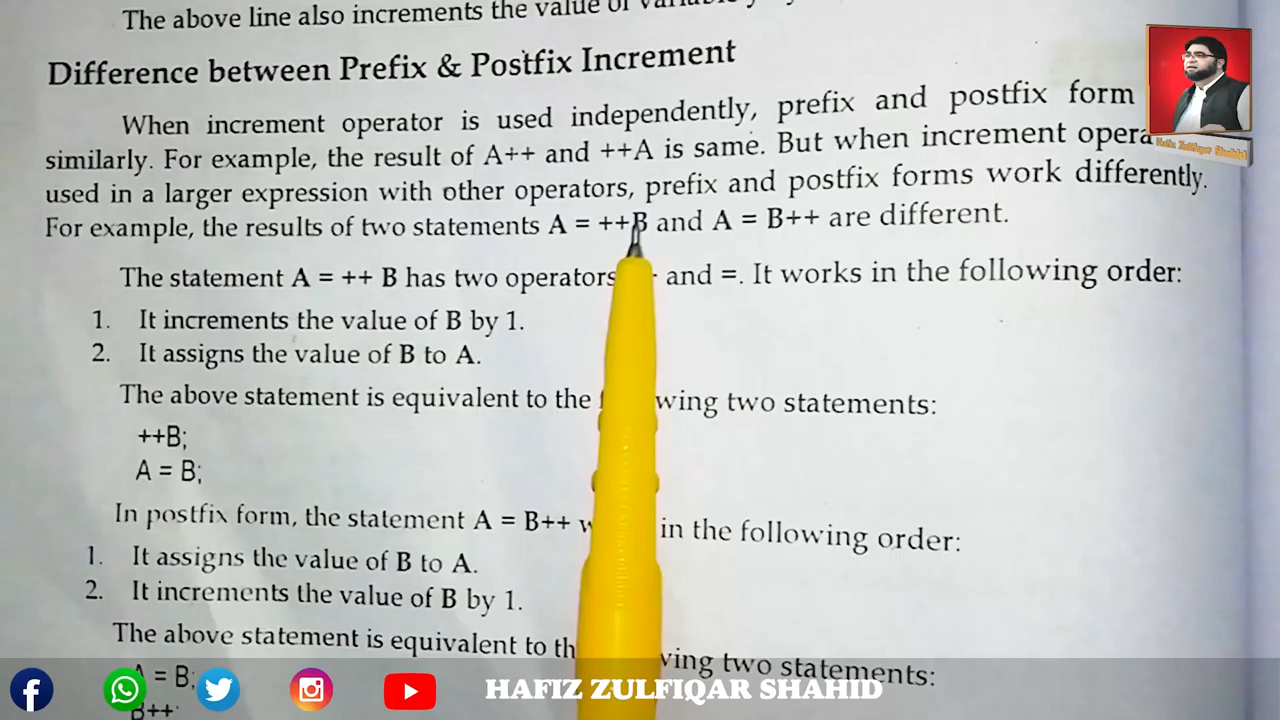 The above line also increments the value of
Difference between Prefix & Postfix Increment
When increment operator is used independently, prefix and postfix form
similarly. For example, the result of A++ and ++A is same. But when increment opera
used in a larger expression with other operators, prefix and postfix forms work differently.
For example, the results of two statements A = ++B and A = B++ are different.
The statement A = ++ B has two operators and =. It works in the following order:
1. It increments the value of B by 1.
2. It assigns the value of B to A.
The above statement is equivalent to the wing two statements:
++B;
A = B;
In postfix form, the statement A = B++ in the following order:
1. It assigns the value of B to A.
2. It increments the value of B by 1.
The above statement is equivalent to th ving two statements:
A = B;
B++
HAFIZ ZULFIQAR SHAHID
Hafiz Zulfiqar Shahid